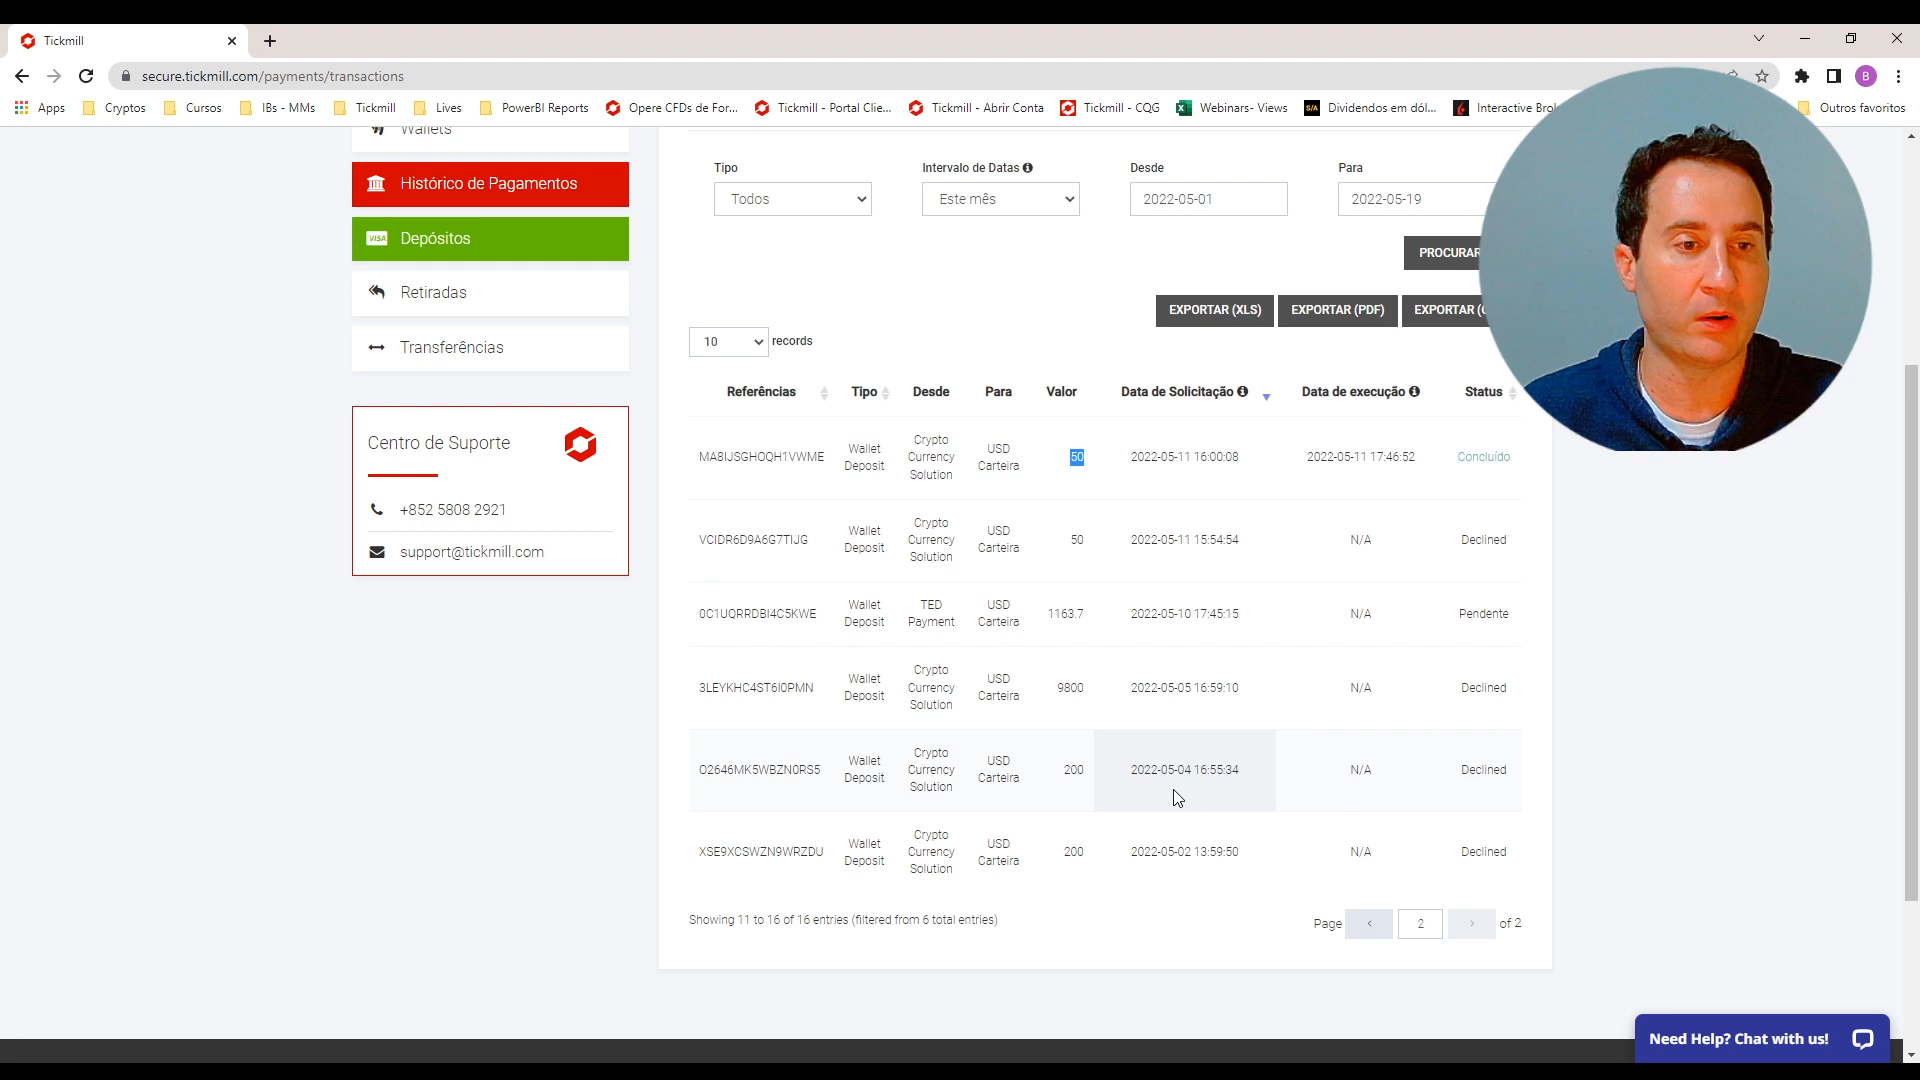 Tickmill
secure.tickmill.com/payments/transactions
Apps Cryptos Cursos IBs - MMs Tickmill Lives PowerBI Reports Opere CFDs de For... Tickmill - Portal Clie... Tickmill - Abrir Conta Tickmill - CQG Webinars- Views S/A Dividendos em dól... Interactive Outros favoritos
B
Wallets
Histórico de Pagamentos
VISA Depósitos
Retiradas
Transferências
Centro de Suporte
+852 5808 2921
support@tickmill.com
Tipo Intervalo de Datas Desde Para
Todos Este mês 2022-05-01 2022-05-19
PROCURAR
EXPORTAR (XLS) EXPORTAR (PDF) EXPORTAR
10 records
Referências Tipo Desde Para Valor Data de Solicitação Data de execução Status
MA8IJSGHOQH1VWME Wallet Deposit Crypto Currency Solution USD Carteira 50 2022-05-11 16:00:08 2022-05-11 17:46:52 Concluído
VCIDR6D9A6G7TIJG Wallet Deposit Crypto Currency Solution USD Carteira 50 2022-05-11 15:54:54 N/A Declined
0C1UQRRDBI4C5KWE Wallet Deposit TED Payment USD Carteira 1163.7 2022-05-10 17:45:15 N/A Pendente
3LEYKHC4ST6I0PMN Wallet Deposit Crypto Currency Solution USD Carteira 9800 2022-05-05 16:59:10 N/A Declined
O2646MK5WBZN0RS5 Wallet Deposit Crypto Currency Solution USD Carteira 200 2022-05-04 16:55:34 N/A Declined
XSE9XCSWZN9WRZDU Wallet Deposit Crypto Currency Solution USD Carteira 200 2022-05-02 13:59:50 N/A Declined
Showing 11 to 16 of 16 entries (filtered from 6 total entries)
Page 2 of 2
Need Help? Chat with us!